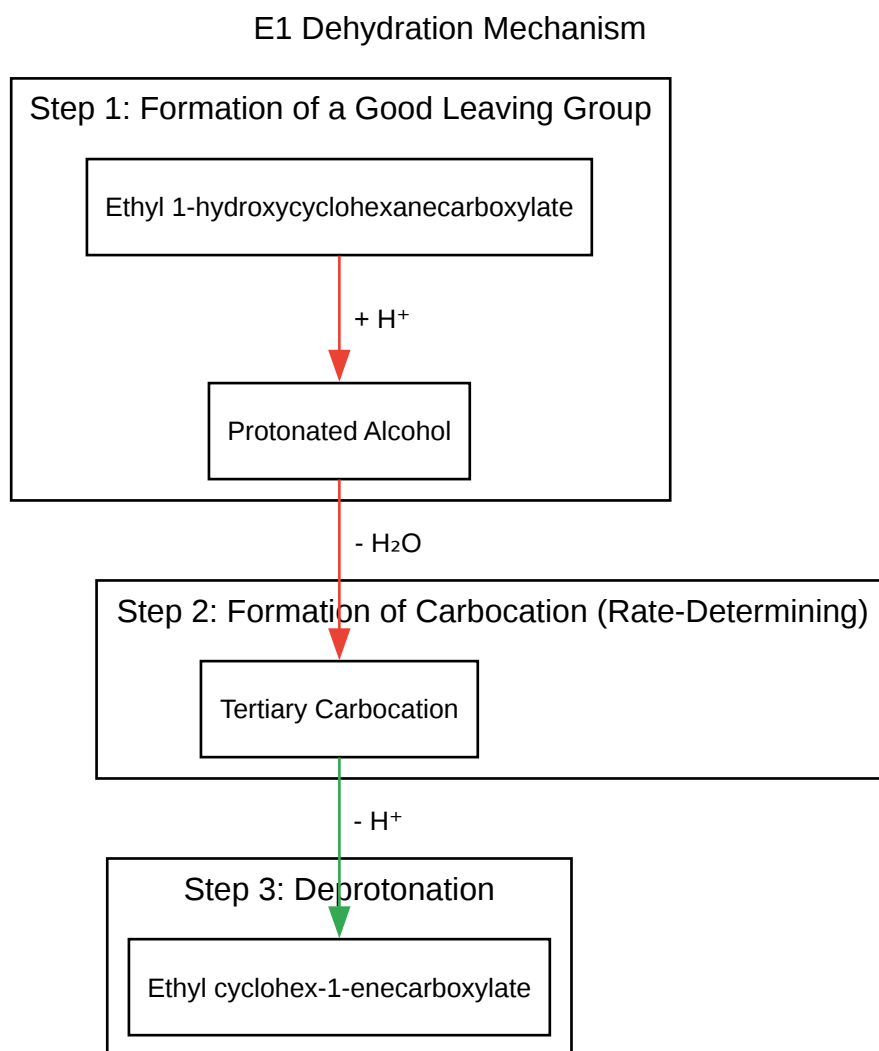 E1 Dehydration Mechanism
Step 1: Formation of a Good Leaving Group
Ethyl 1-hydroxycyclohexanecarboxylate
+ H⁺
Protonated Alcohol
- H₂O
Step 2: Formation of Carbocation (Rate-Determining)
Tertiary Carbocation
- H⁺
Step 3: Deprotonation
Ethyl cyclohex-1-enecarboxylate